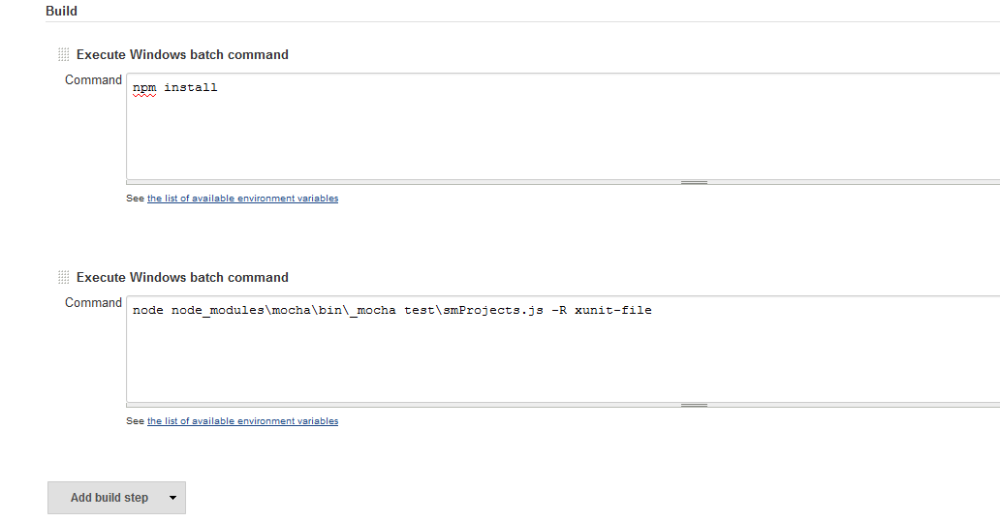 Build
Execute Windows batch command
Command
npm install
See the list of available environment variables
Execute Windows batch command
Command
node node_modules\mocha\bin\_mocha test\smProjects.js -R xunit-file
See the list of available environment variables
Add build step